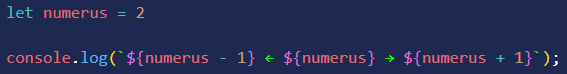 let numerus = 2
console.log(`${numerus - 1} ← ${numerus} → ${numerus + 1}`);